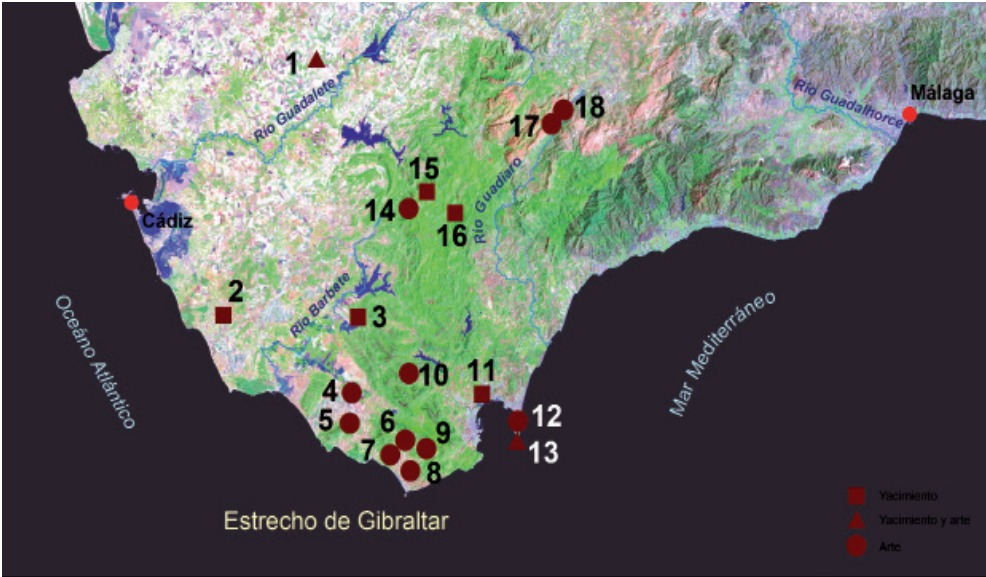 1
Río Guadalete
Río Guadalhorce
Málaga
17
18
15
14
16
Río Guadiaro
Cádiz
2
Río Barbate
3
Océano Atlántico
Mar Mediterráneo
10
11
4
5
6
9
7
8
12
13
Estrecho de Gibraltar
Yacimiento
Yacimiento y arte
Arte